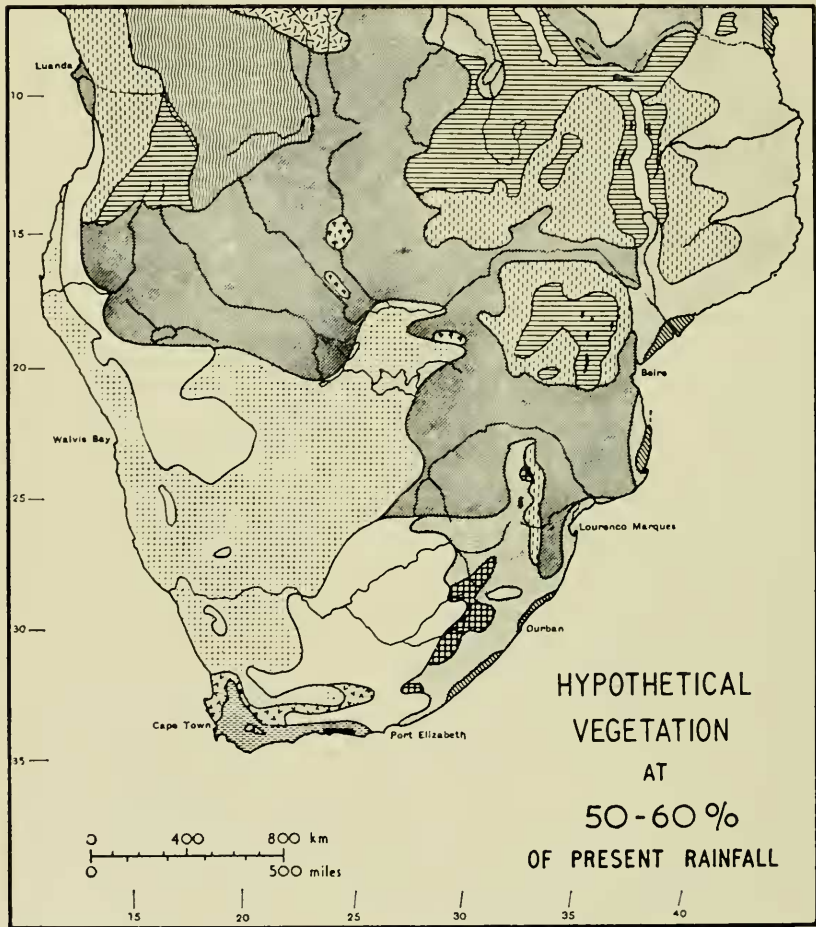 Luanda
10
15
20
Beira
Walvis Bay
25
Lourenco Marques
30
Durban
HYPOTHETICAL
VEGETATION
AT
50-60%
OF PRESENT RAINFALL
Cape Town
Port Elizabeth
35
0 400 800 km
0 500 miles
15 20 25 30 35 40